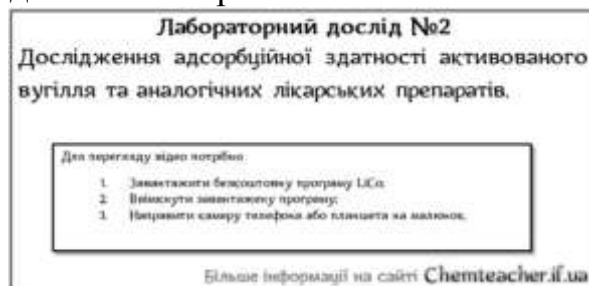 Лабораторний дослід №2
Дослідження адсорбційної здатності активованого
вугілля та аналогічних лікарських препаратів.
Для перегляду відео потрібно
1. Завантажити безкоштовну програму LiCo;
2. Ввімкнути завантажену програму;
3. Направити камеру телефона або планшета на малюнок.
Більше інформації на сайті Chemteacher.if.ua